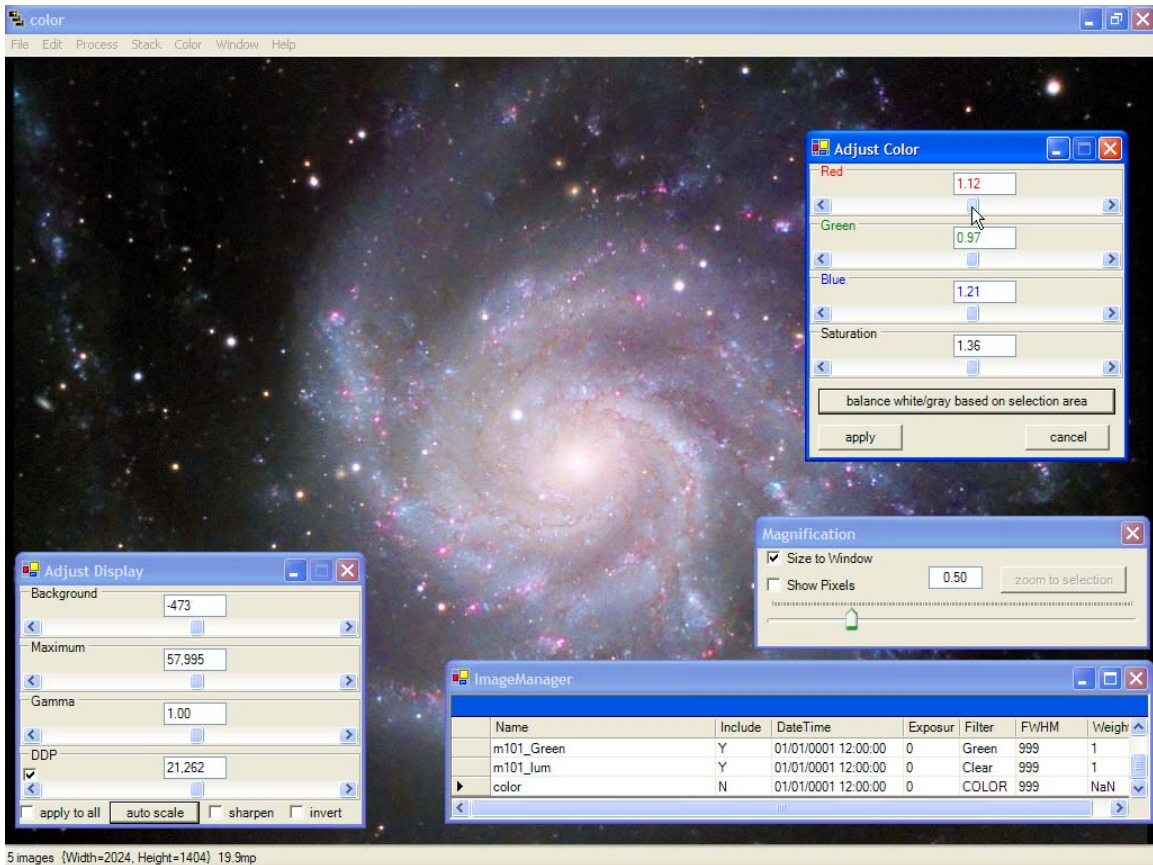 color
File Edit Process Stack Color Window Help
Adjust Color
Red
1.12
Green
0.97
Blue
1.21
Saturation
1.36
balance white/gray based on selection area
apply cancel
Magnification
Size to Window
Show Pixels 0.50 zoom to selection
Adjust Display
Background
-473
Maximum
57,995
Gamma
1.00
DDP
21,262
apply to all auto scale sharpen invert
ImageManager
Name Include DateTime Exposur Filter FWHM Weigh
m101_Green Y 01/01/0001 12:00:00 0 Green 999 1
m101_lum Y 01/01/0001 12:00:00 0 Clear 999 1
color N 01/01/0001 12:00:00 0 COLOR 999 NaN
5 images {Width=2024, Height=1404} 19.9mp